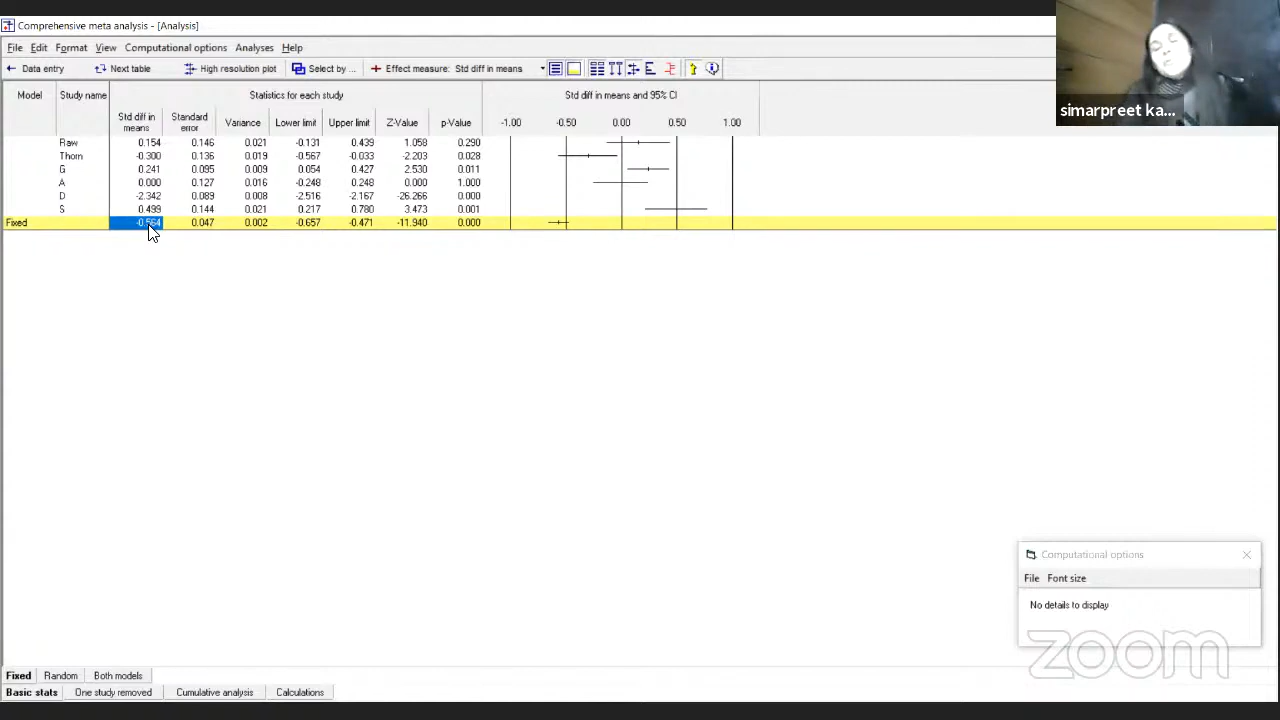 Comprehensive meta analysis - [Analysis]
File Edit Format View Computational options Analyses Help
Data entry Next table High resolution plot Select by ... Effect measure: Std diff in means
Model Study name Statistics for each study Std diff in means and 95% CI
Std diff in means Standard error Variance Lower limit Upper limit Z-Value p-Value -1.00 -0.50 0.00 0.50 1.00
Raw 0.154 0.146 0.021 -0.131 0.439 1.058 0.290
Thorn -0.300 0.136 0.019 -0.567 -0.033 -2.203 0.028
G 0.241 0.095 0.009 0.054 0.427 2.530 0.011
A 0.000 0.127 0.016 -0.248 0.248 0.000 1.000
D -2.342 0.089 0.008 -2.516 -2.167 -26.266 0.000
S 0.499 0.144 0.021 0.217 0.780 3.473 0.001
Fixed -0.564 0.047 0.002 -0.657 -0.471 -11.940 0.000
simarpreet ka...
Computational options
File Font size
No details to display
zoom
Fixed Random Both models
Basic stats One study removed Cumulative analysis Calculations